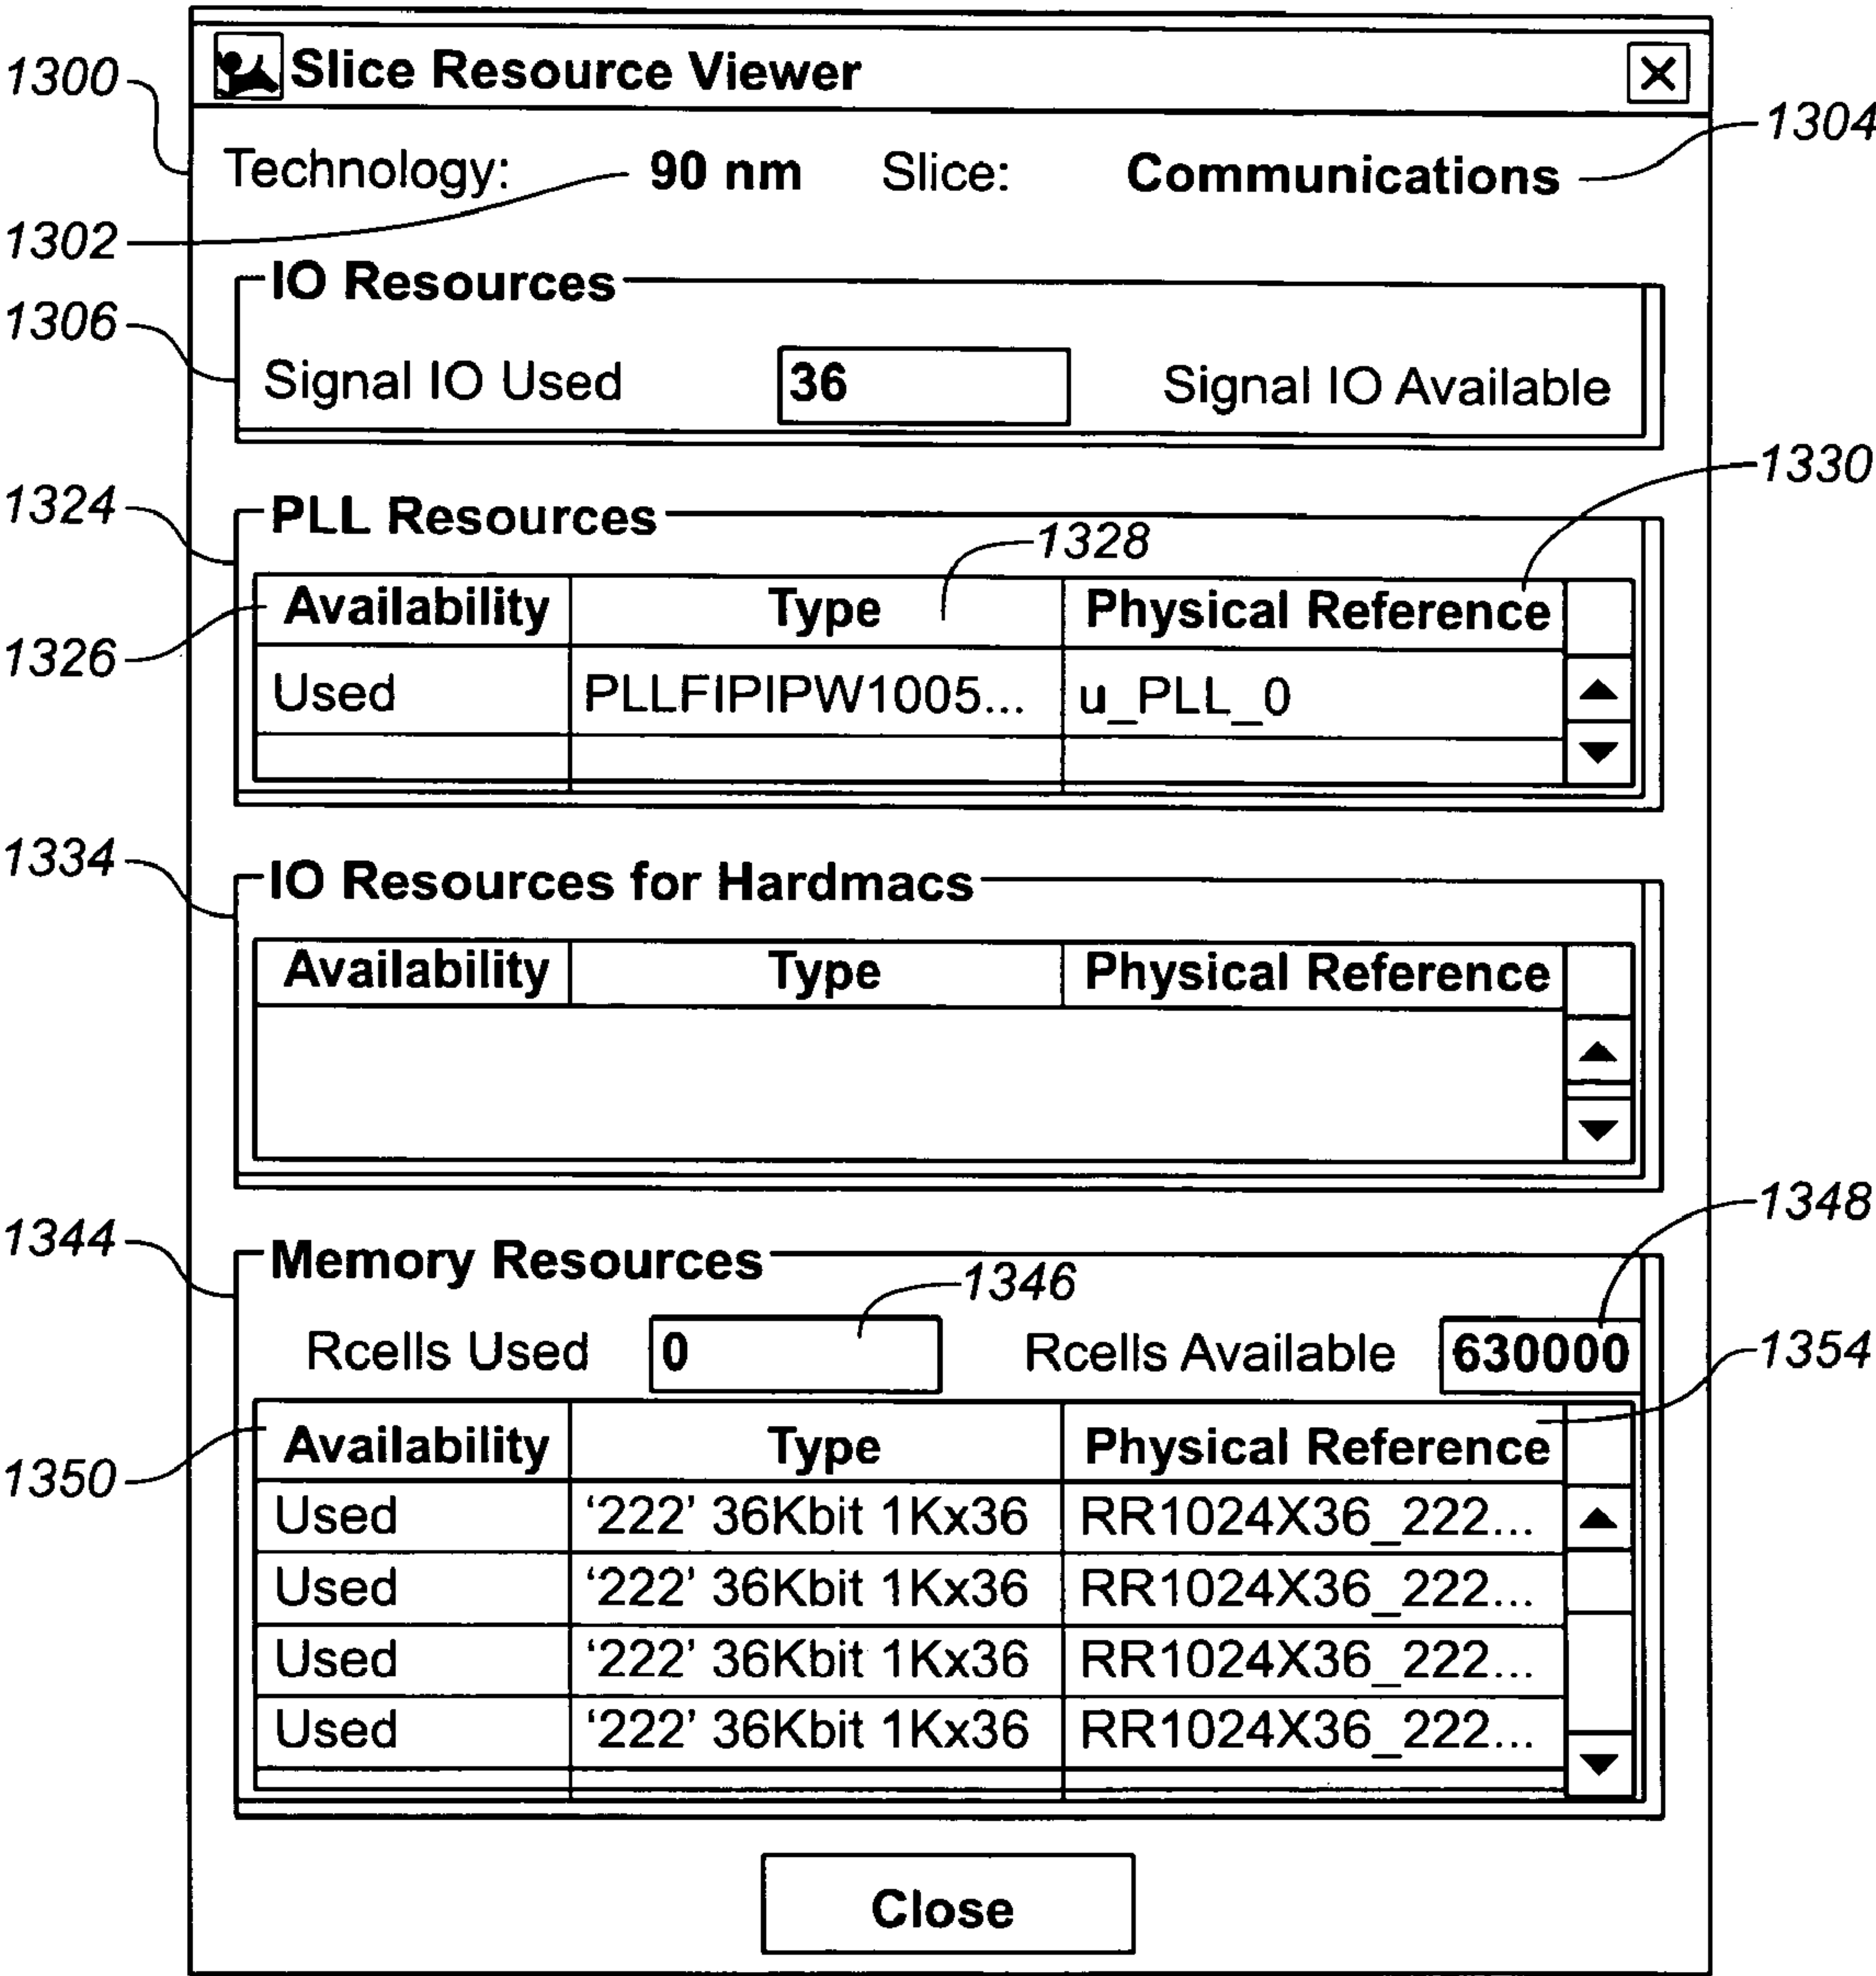 Slice Resource Viewer
1300
1304
Technology: 90 nm Slice: Communications
1302
IO Resources
1306
Signal IO Used 36 Signal IO Available
1330
1324
PLL Resources
1328
Availability Type Physical Reference
1326
Used PLLFIPIPW1005... u_PLL_0
1334
IO Resources for Hardmacs
Availability Type Physical Reference
1348
1344
Memory Resources
1346
Rcells Used 0 Rcells Available 630000
1354
Availability Type Physical Reference
1350
Used ‘222’ 36Kbit 1Kx36 RR1024X36_222...
Used ‘222’ 36Kbit 1Kx36 RR1024X36_222...
Used ‘222’ 36Kbit 1Kx36 RR1024X36_222...
Used ‘222’ 36Kbit 1Kx36 RR1024X36_222...
Close